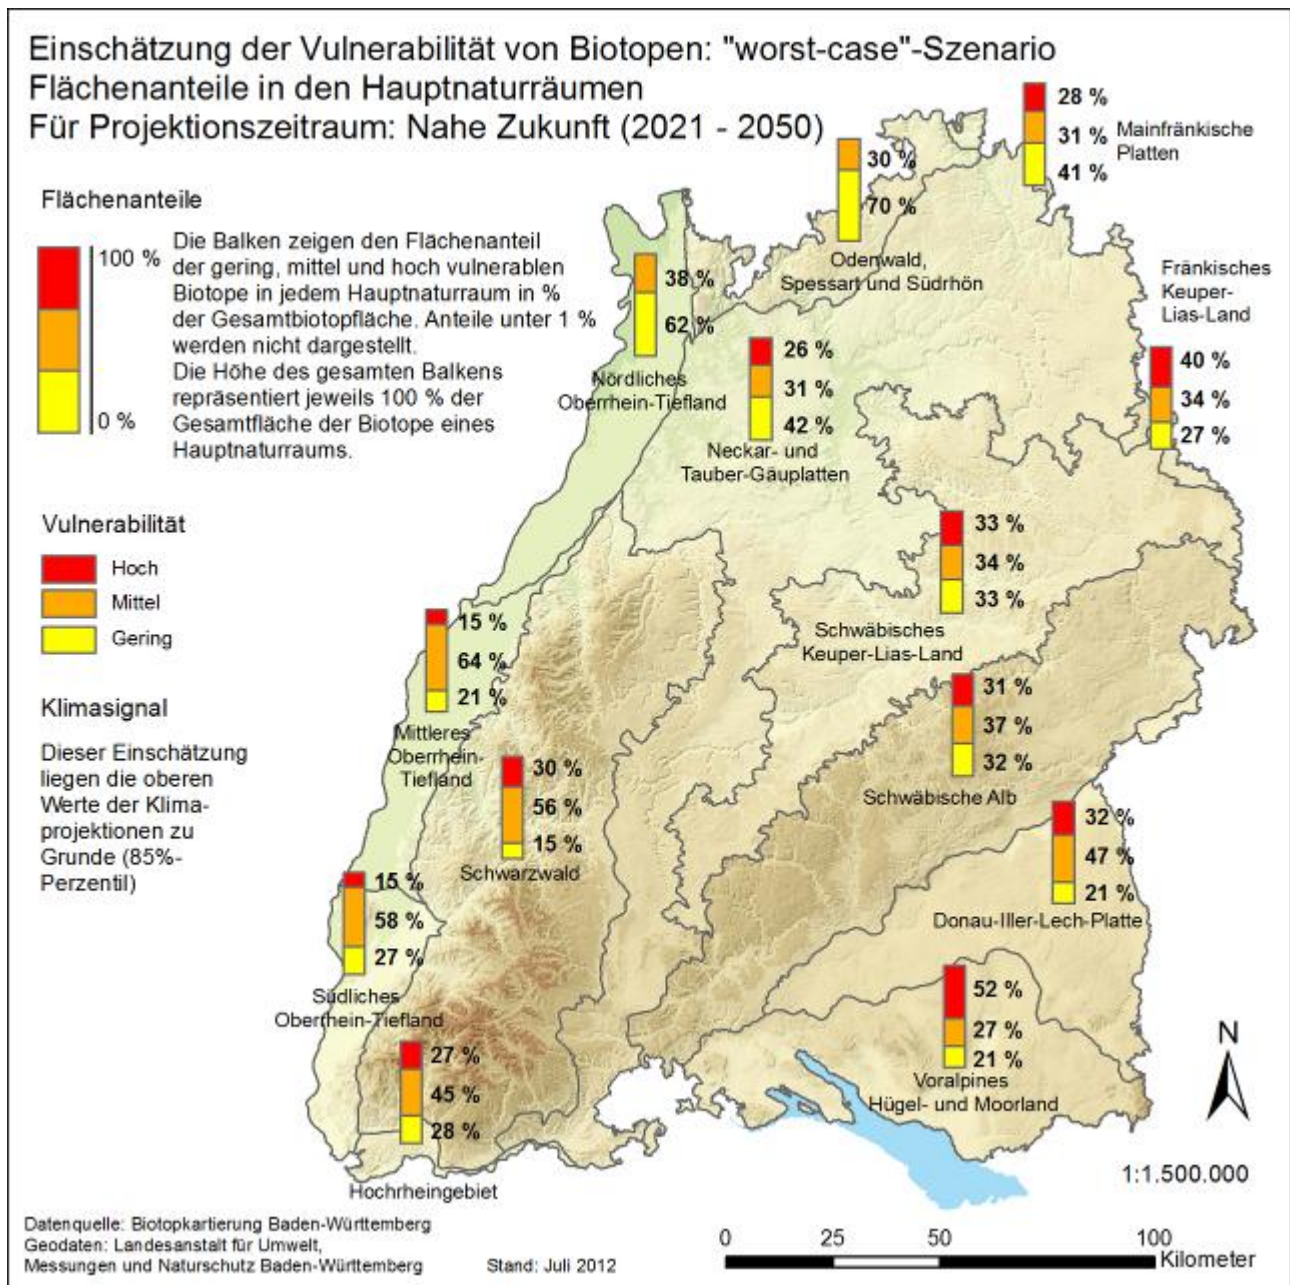 Einschätzung der Vulnerabilität von Biotopen: "worst-case"-Szenario
Flächenanteile in den Hauptnaturräumen
Für Projektionszeitraum: Nahe Zukunft (2021 - 2050)
Flächenanteile
100 %
0 %
Die Balken zeigen den Flächenanteil
der gering, mittel und hoch vulnerablen
Biotope in jedem Hauptnaturraum in %
der Gesamtbiotopfläche. Anteile unter 1 %
werden nicht dargestellt.
Die Höhe des gesamten Balkens
repräsentiert jeweils 100 % der
Gesamtfläche der Biotope eines
Hauptnaturraums.
Vulnerabilität
Hoch
Mittel
Gering
Klimasignal
Dieser Einschätzung
liegen die oberen
Werte der Klima-
projektionen zu
Grunde (85%-
Perzentil)
28 %
31 %
41 %
Mainfränkische
Platten
30 %
70 %
Odenwald,
Spessart und Südrhön
38 %
62 %
Nördliches
Oberrhein-Tiefland
26 %
31 %
42 %
Neckar- und
Tauber-Gäuplatten
Fränkisches
Keuper-
Lias-Land
40 %
34 %
27 %
33 %
34 %
33 %
Schwäbisches
Keuper-Lias-Land
15 %
64 %
21 %
Mittleres
Oberrhein-
Tiefland
31 %
37 %
32 %
Schwäbische Alb
30 %
56 %
15 %
Schwarzwald
32 %
47 %
21 %
Donau-Iller-Lech-Platte
15 %
58 %
27 %
Südliches
Oberrhein-Tiefland
52 %
27 %
21 %
Voralpines
Hügel- und Moorland
27 %
45 %
28 %
Hochrheingebiet
N
1:1.500.000
0 25 50 100
Kilometer
Datenquelle: Biotopkartierung Baden-Württemberg
Geodaten: Landesanstalt für Umwelt,
Messungen und Naturschutz Baden-Württemberg Stand: Juli 2012